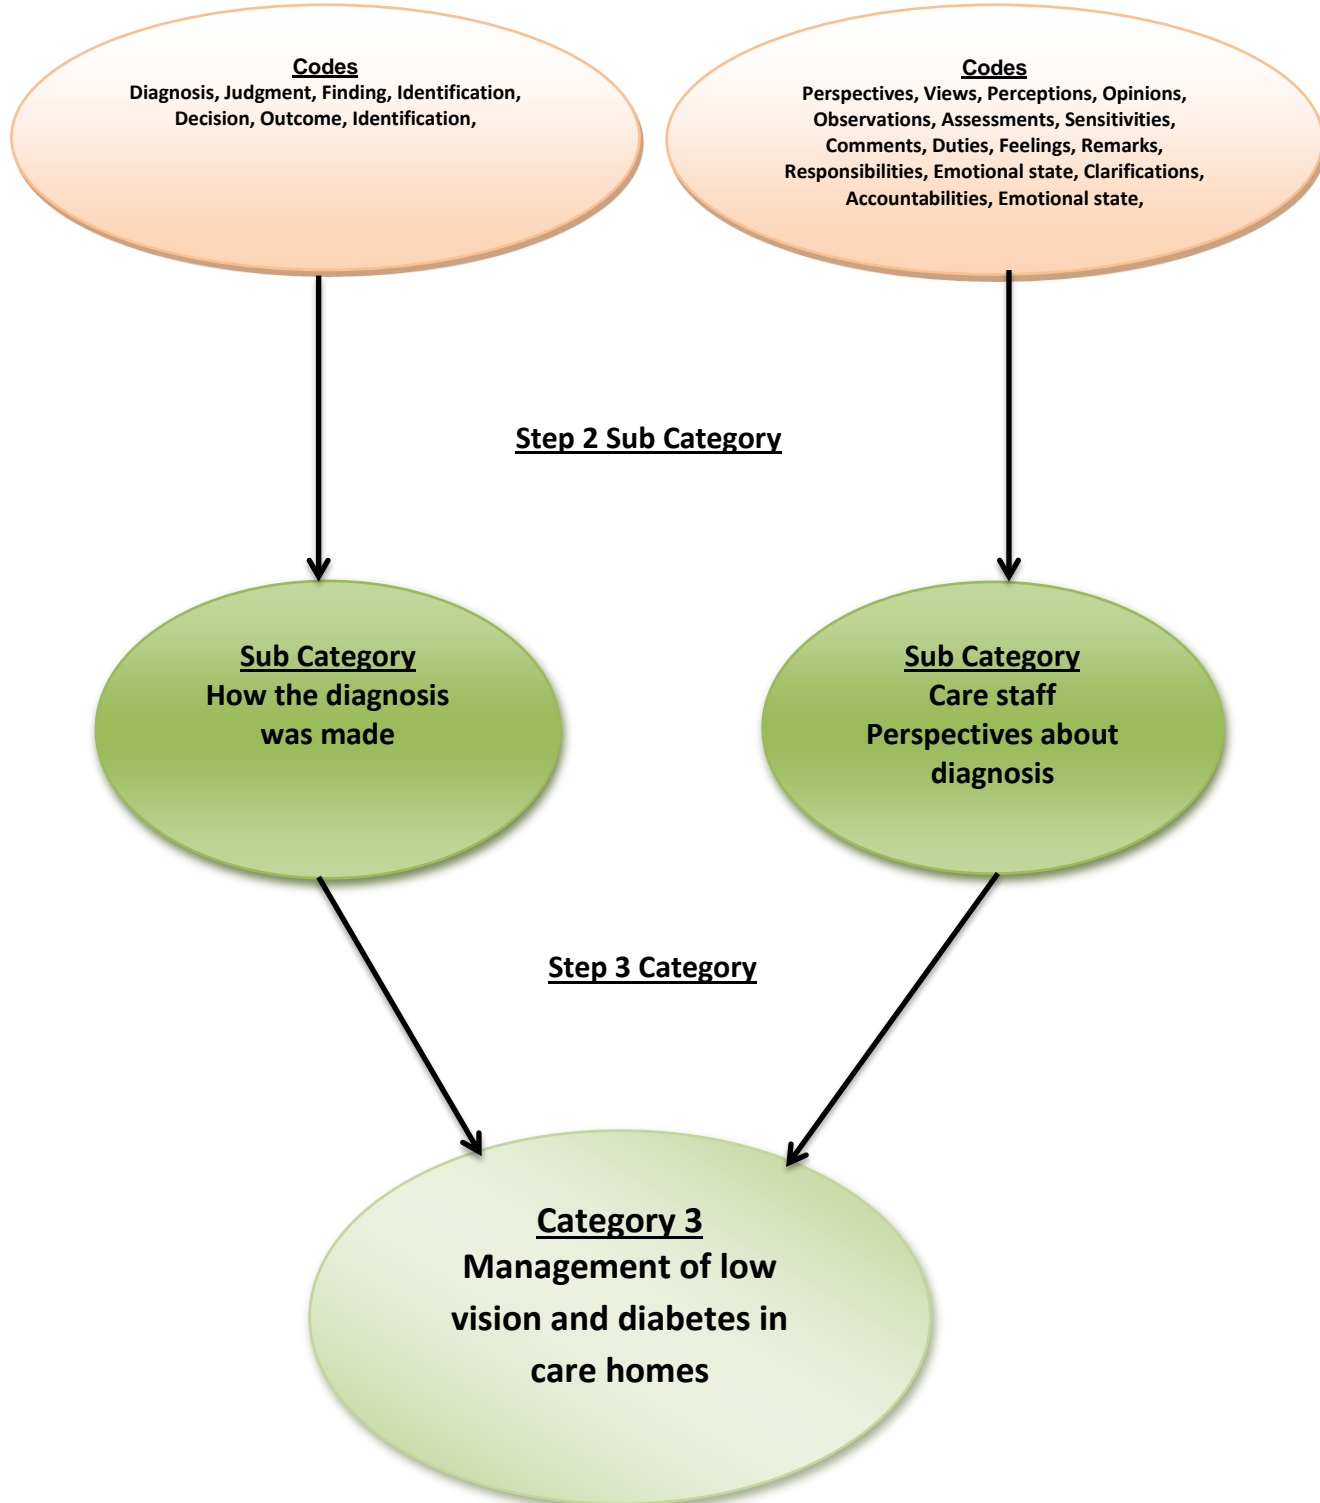 Codes
Diagnosis, Judgment, Finding, Identification,
Decision, Outcome, Identification,
Codes
Perspectives, Views, Perceptions, Opinions,
Observations, Assessments, Sensitivities,
Comments, Duties, Feelings, Remarks,
Responsibilities, Emotional state, Clarifications,
Accountabilities, Emotional state,
Step 2 Sub Category
Sub Category
How the diagnosis
was made
Sub Category
Care staff
Perspectives about
diagnosis
Step 3 Category
Category 3
Management of low
vision and diabetes in
care homes